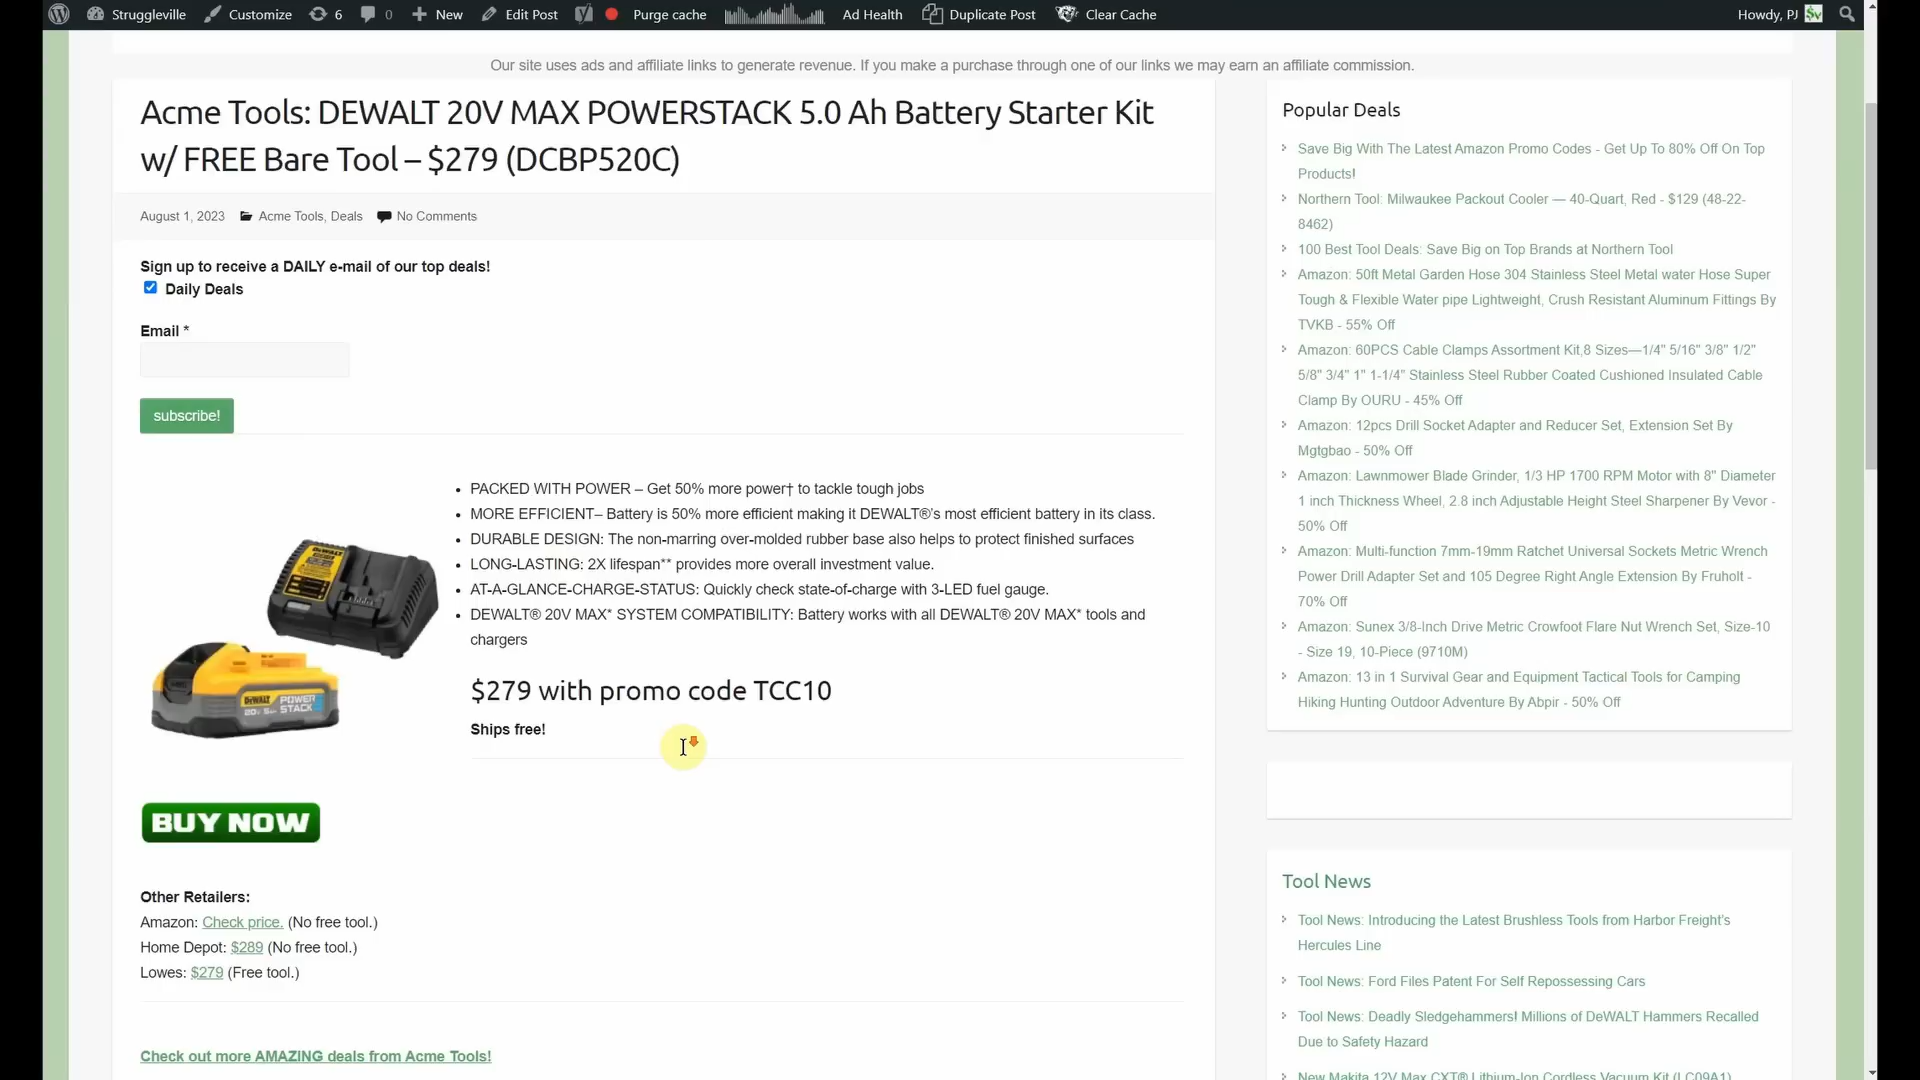 Struggleville Customize 6 0 New Edit Post Purge cache Ad Health Duplicate Post Clear Cache Howdy, PJ
Our site uses ads and affiliate links to generate revenue. If you make a purchase through one of our links we may earn an affiliate commission.
Acme Tools: DEWALT 20V MAX POWERSTACK 5.0 Ah Battery Starter Kit
w/ FREE Bare Tool – $279 (DCBP520C)
August 1, 2023 Acme Tools, Deals No Comments
Sign up to receive a DAILY e-mail of our top deals!
Daily Deals
Email *
subscribe!
PACKED WITH POWER – Get 50% more power† to tackle tough jobs
MORE EFFICIENT– Battery is 50% more efficient making it DEWALT®'s most efficient battery in its class.
DURABLE DESIGN: The non-marring over-molded rubber base also helps to protect finished surfaces
LONG-LASTING: 2X lifespan** provides more overall investment value.
AT-A-GLANCE-CHARGE-STATUS: Quickly check state-of-charge with 3-LED fuel gauge.
DEWALT® 20V MAX* SYSTEM COMPATIBILITY: Battery works with all DEWALT® 20V MAX* tools and
chargers
DEWALT
DEWALT
POWER
STACK
$279 with promo code TCC10
Ships free!
BUY NOW
Other Retailers:
Amazon: Check price. (No free tool.)
Home Depot: $289 (No free tool.)
Lowes: $279 (Free tool.)
Check out more AMAZING deals from Acme Tools!
Popular Deals
Save Big With The Latest Amazon Promo Codes - Get Up To 80% Off On Top
Products!
Northern Tool: Milwaukee Packout Cooler — 40-Quart, Red - $129 (48-22-
8462)
100 Best Tool Deals: Save Big on Top Brands at Northern Tool
Amazon: 50ft Metal Garden Hose 304 Stainless Steel Metal water Hose Super
Tough & Flexible Water pipe Lightweight, Crush Resistant Aluminum Fittings By
TVKB - 55% Off
Amazon: 60PCS Cable Clamps Assortment Kit,8 Sizes—1/4" 5/16" 3/8" 1/2"
5/8" 3/4" 1" 1-1/4" Stainless Steel Rubber Coated Cushioned Insulated Cable
Clamp By OURU - 45% Off
Amazon: 12pcs Drill Socket Adapter and Reducer Set, Extension Set By
Mgtgbao - 50% Off
Amazon: Lawnmower Blade Grinder, 1/3 HP 1700 RPM Motor with 8" Diameter
1 inch Thickness Wheel, 2.8 inch Adjustable Height Steel Sharpener By Vevor -
50% Off
Amazon: Multi-function 7mm-19mm Ratchet Universal Sockets Metric Wrench
Power Drill Adapter Set and 105 Degree Right Angle Extension By Fruholt -
70% Off
Amazon: Sunex 3/8-Inch Drive Metric Crowfoot Flare Nut Wrench Set, Size-10
- Size 19, 10-Piece (9710M)
Amazon: 13 in 1 Survival Gear and Equipment Tactical Tools for Camping
Hiking Hunting Outdoor Adventure By Abpir - 50% Off
Tool News
Tool News: Introducing the Latest Brushless Tools from Harbor Freight's
Hercules Line
Tool News: Ford Files Patent For Self Repossessing Cars
Tool News: Deadly Sledgehammers! Millions of DeWALT Hammers Recalled
Due to Safety Hazard
New Makita 12V Max CXT® Lithium-Ion Cordless Vacuum Kit (LC09A1)